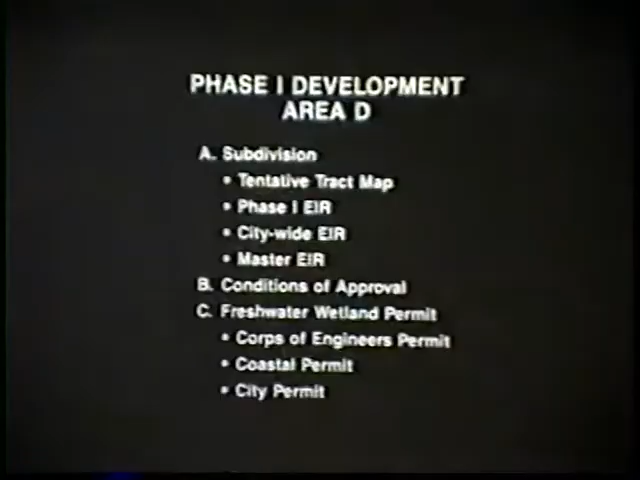 PHASE I DEVELOPMENT
AREA D
A. Subdivision
• Tentative Tract Map
• Phase I EIR
• City-wide EIR
• Master EIR
B. Conditions of Approval
C. Freshwater Wetland Permit
• Corps of Engineers Permit
• Coastal Permit
• City Permit